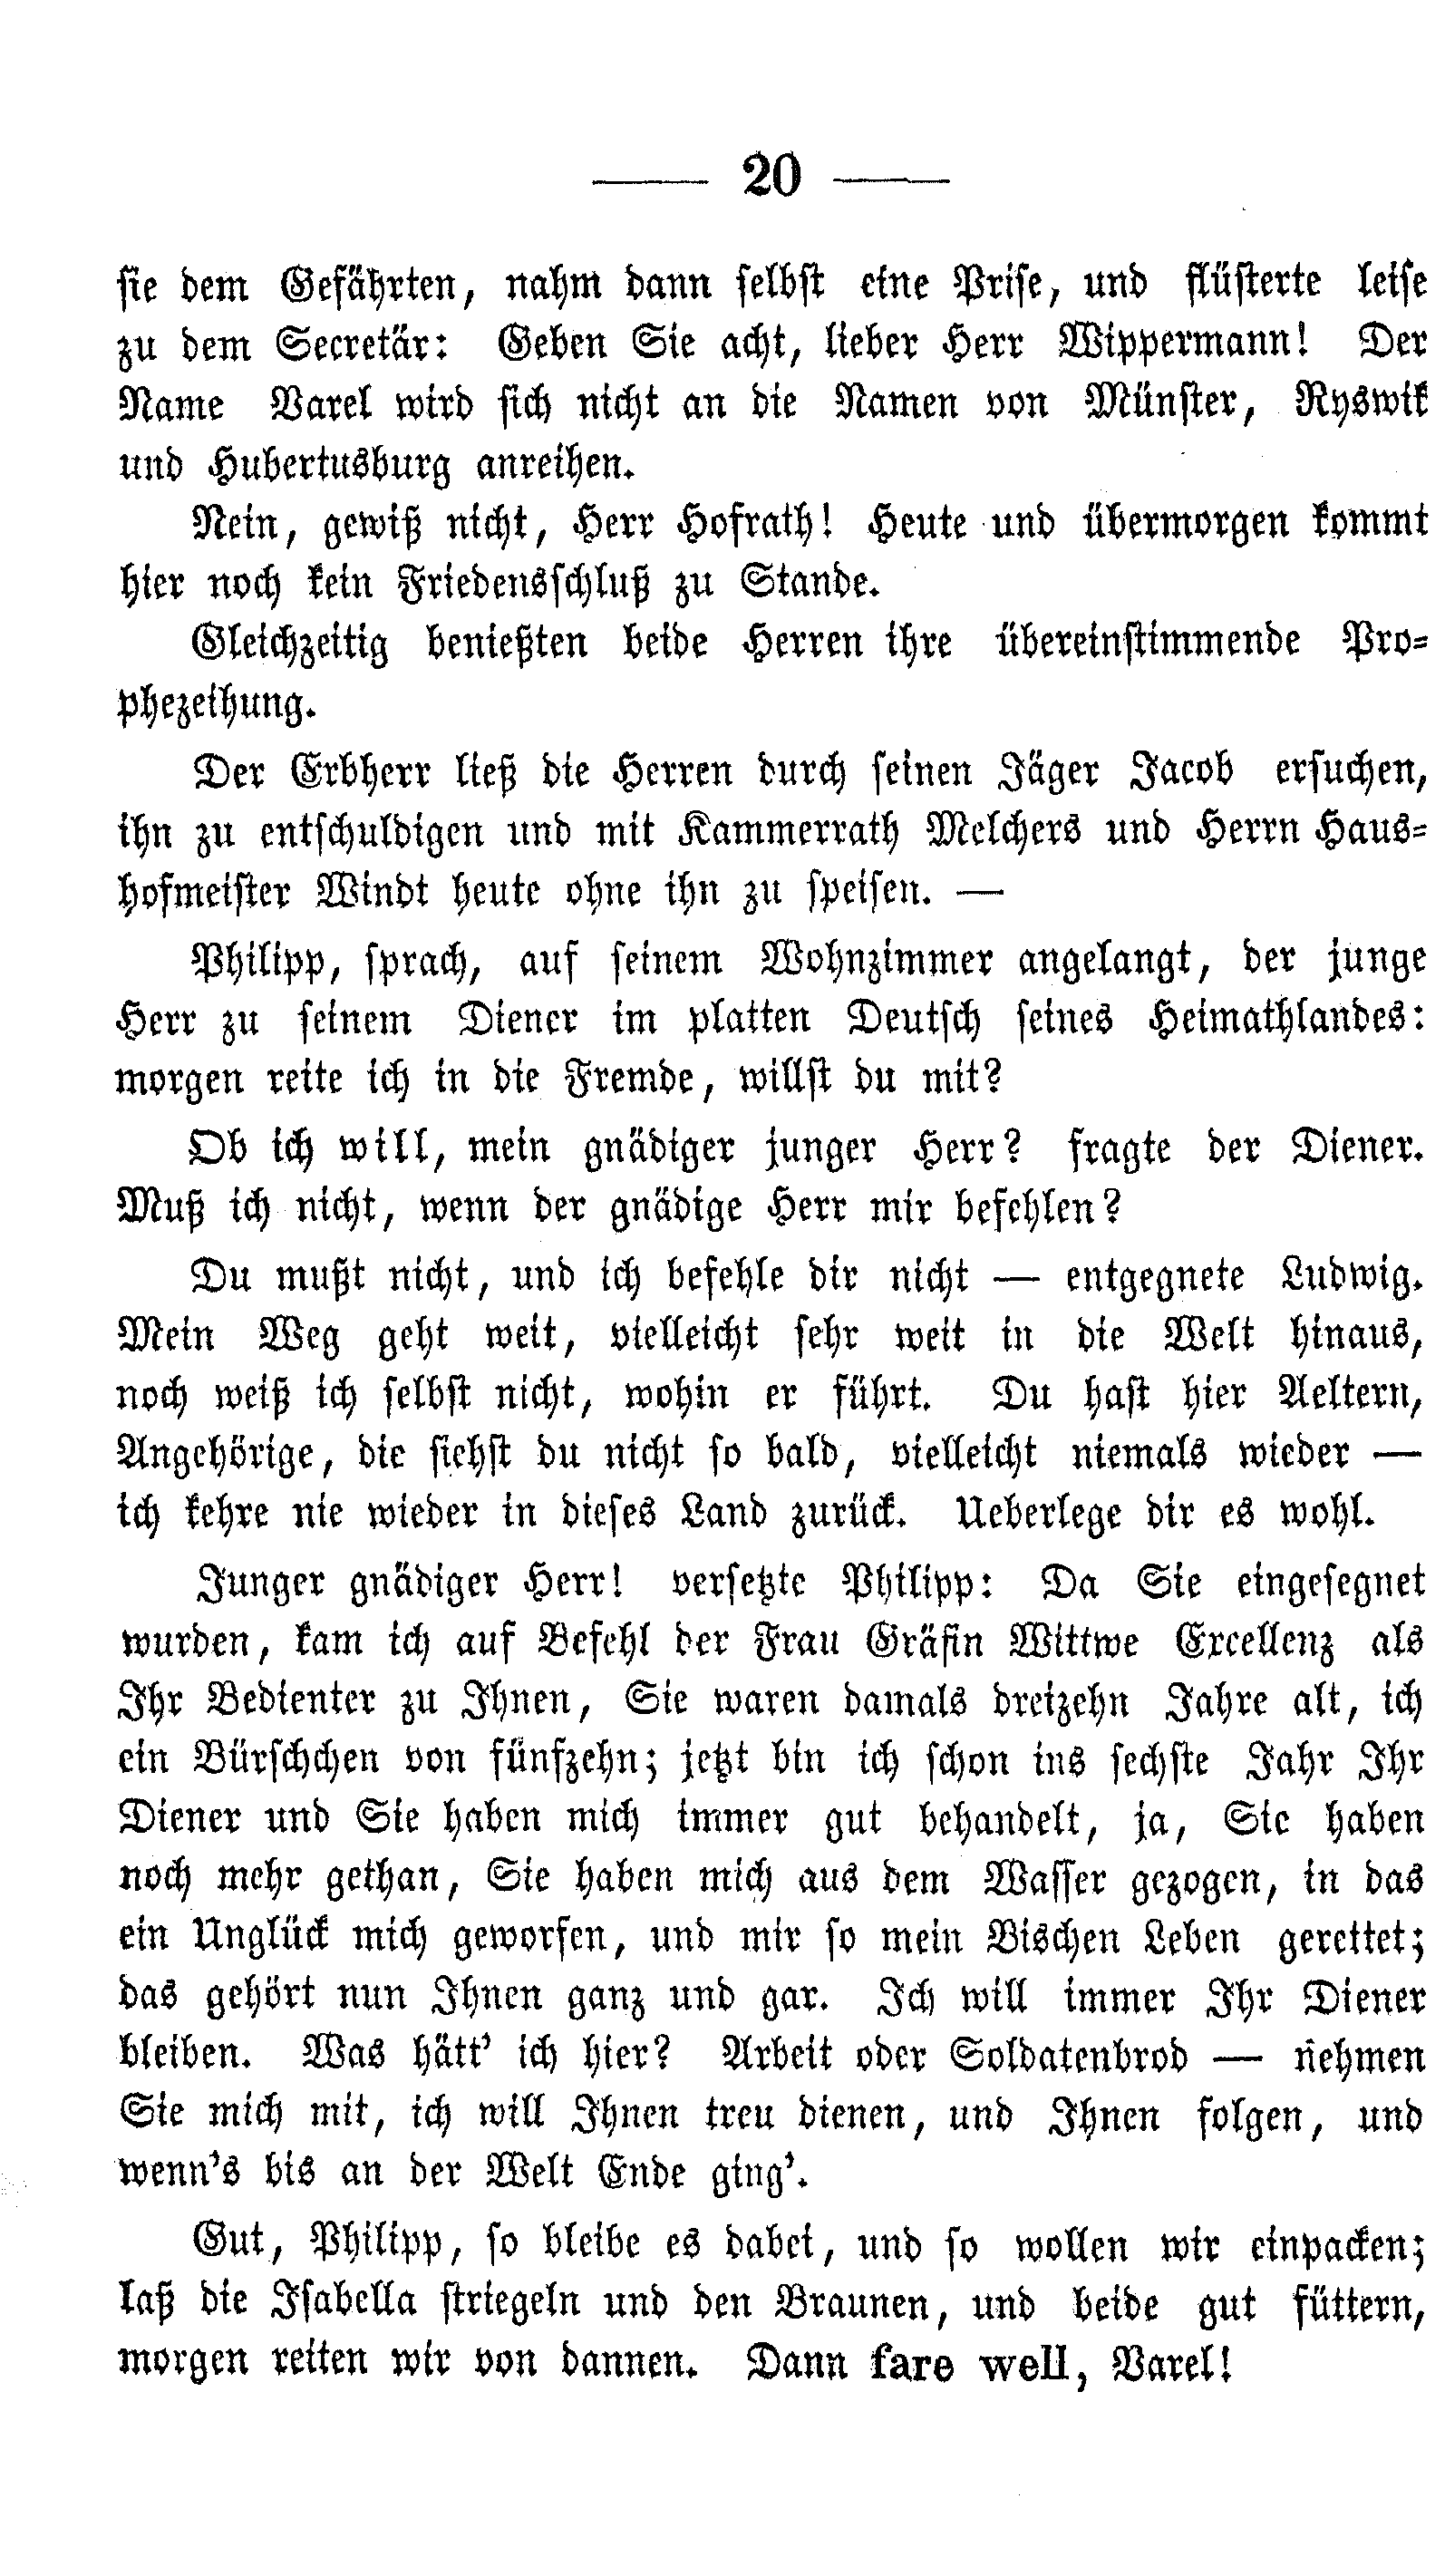 — 20 —
sie dem Gefährten, nahm dann selbst eine Prise, und flüsterte leise
zu dem Secretär: Geben Sie acht, lieber Herr Wippermann! Der
Name Varel wird sich nicht an die Namen von Münster, Ryswik
und Hubertusburg anreihen.
Nein, gewiß nicht, Herr Hofrath! Heute und übermorgen kommt
hier noch kein Friedensschluß zu Stande.
Gleichzeitig benießten beide Herren ihre übereinstimmende Pro-
phezeihung.
Der Erbherr ließ die Herren durch seinen Jäger Jacob ersuchen,
ihn zu entschuldigen und mit Kammerrath Melchers und Herrn Haus-
hofmeister Windt heute ohne ihn zu speisen. —
Philipp, sprach, auf seinem Wohnzimmer angelangt, der junge
Herr zu seinem Diener im platten Deutsch seines Heimathlandes:
morgen reite ich in die Fremde, willst du mit?
Ob ich will, mein gnädiger junger Herr? fragte der Diener.
Muß ich nicht, wenn der gnädige Herr mir befehlen?
Du mußt nicht, und ich befehle dir nicht — entgegnete Ludwig.
Mein Weg geht weit, vielleicht sehr weit in die Welt hinaus,
noch weiß ich selbst nicht, wohin er führt. Du hast hier Aeltern,
Angehörige, die siehst du nicht so bald, vielleicht niemals wieder —
ich kehre nie wieder in dieses Land zurück. Ueberlege dir es wohl.
Junger gnädiger Herr! versetzte Philipp: Da Sie eingesegnet
wurden, kam ich auf Befehl der Frau Gräfin Wittwe Excellenz als
Ihr Bedienter zu Ihnen, Sie waren damals dreizehn Jahre alt, ich
ein Bürschchen von fünfzehn; jetzt bin ich schon ins sechste Jahr Ihr
Diener und Sie haben mich immer gut behandelt, ja, Sie haben
noch mehr gethan, Sie haben mich aus dem Wasser gezogen, in das
ein Unglück mich geworfen, und mir so mein Bischen Leben gerettet;
das gehört nun Ihnen ganz und gar. Ich will immer Ihr Diener
bleiben. Was hätt' ich hier? Arbeit oder Soldatenbrod — nehmen
Sie mich mit, ich will Ihnen treu dienen, und Ihnen folgen, und
wenn's bis an der Welt Ende ging'.
Gut, Philipp, so bleibe es dabei, und so wollen wir einpacken;
laß die Isabella striegeln und den Braunen, und beide gut füttern,
morgen reiten wir von dannen. Dann fare well, Varel!